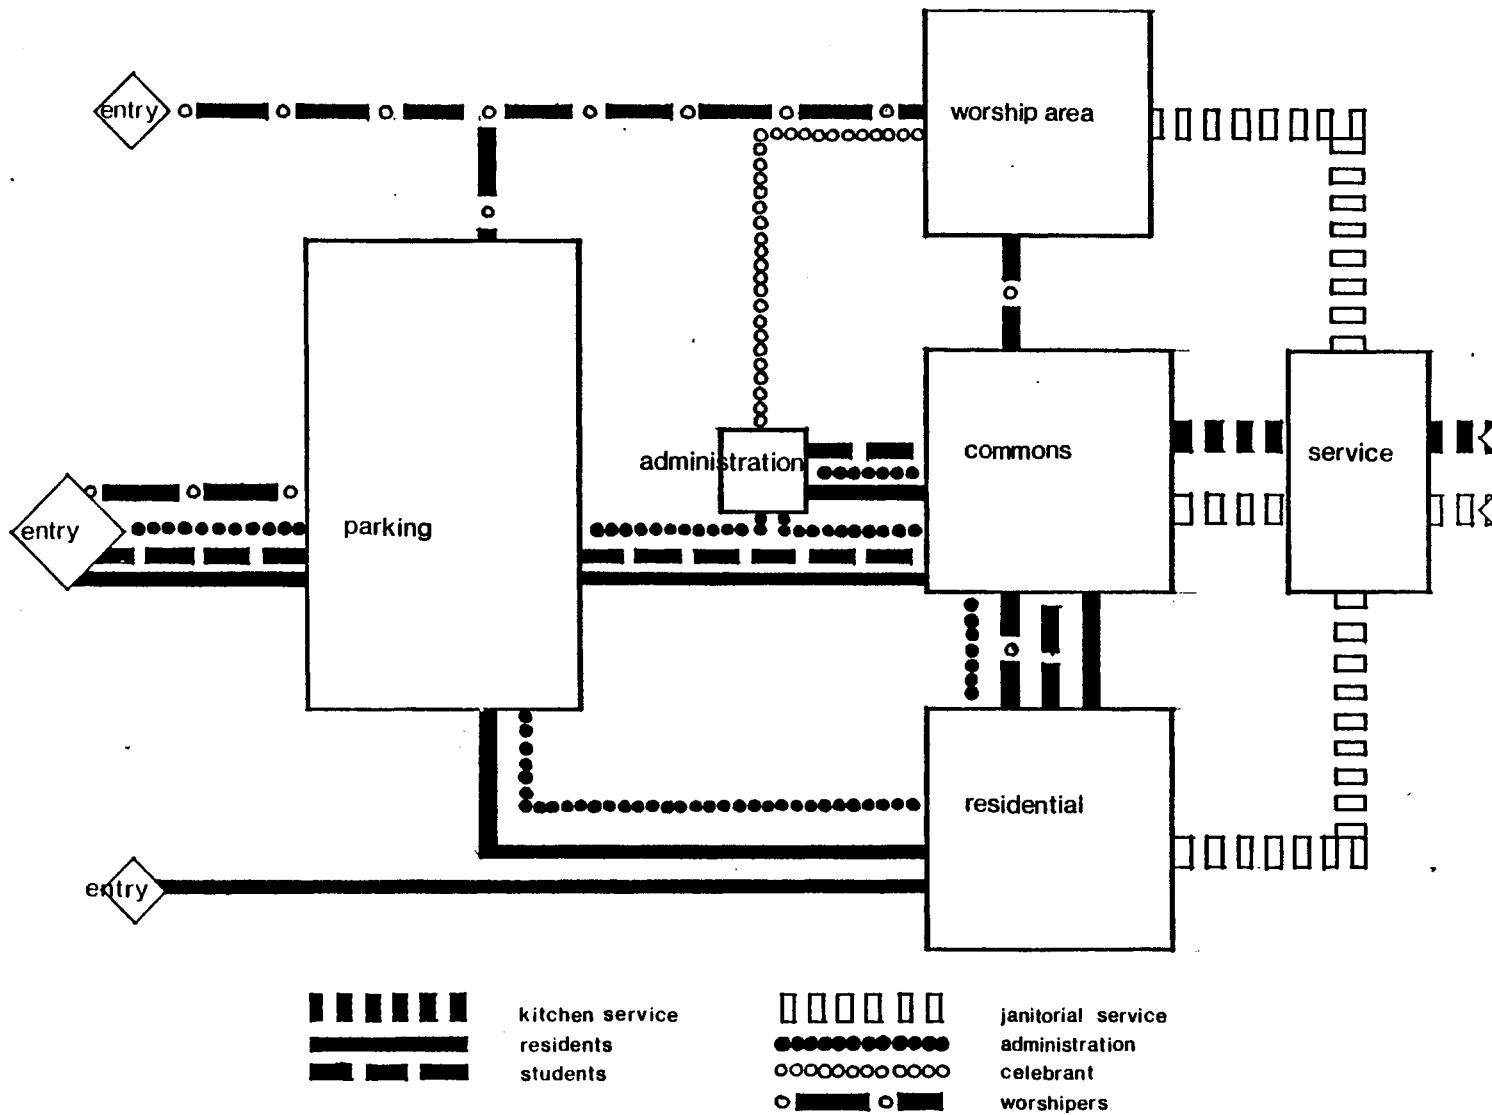 entry
worship area
commons
administration
service
parking
entry
residential
entry
kitchen service
residents
students
janitorial service
administration
celebrant
worshipers